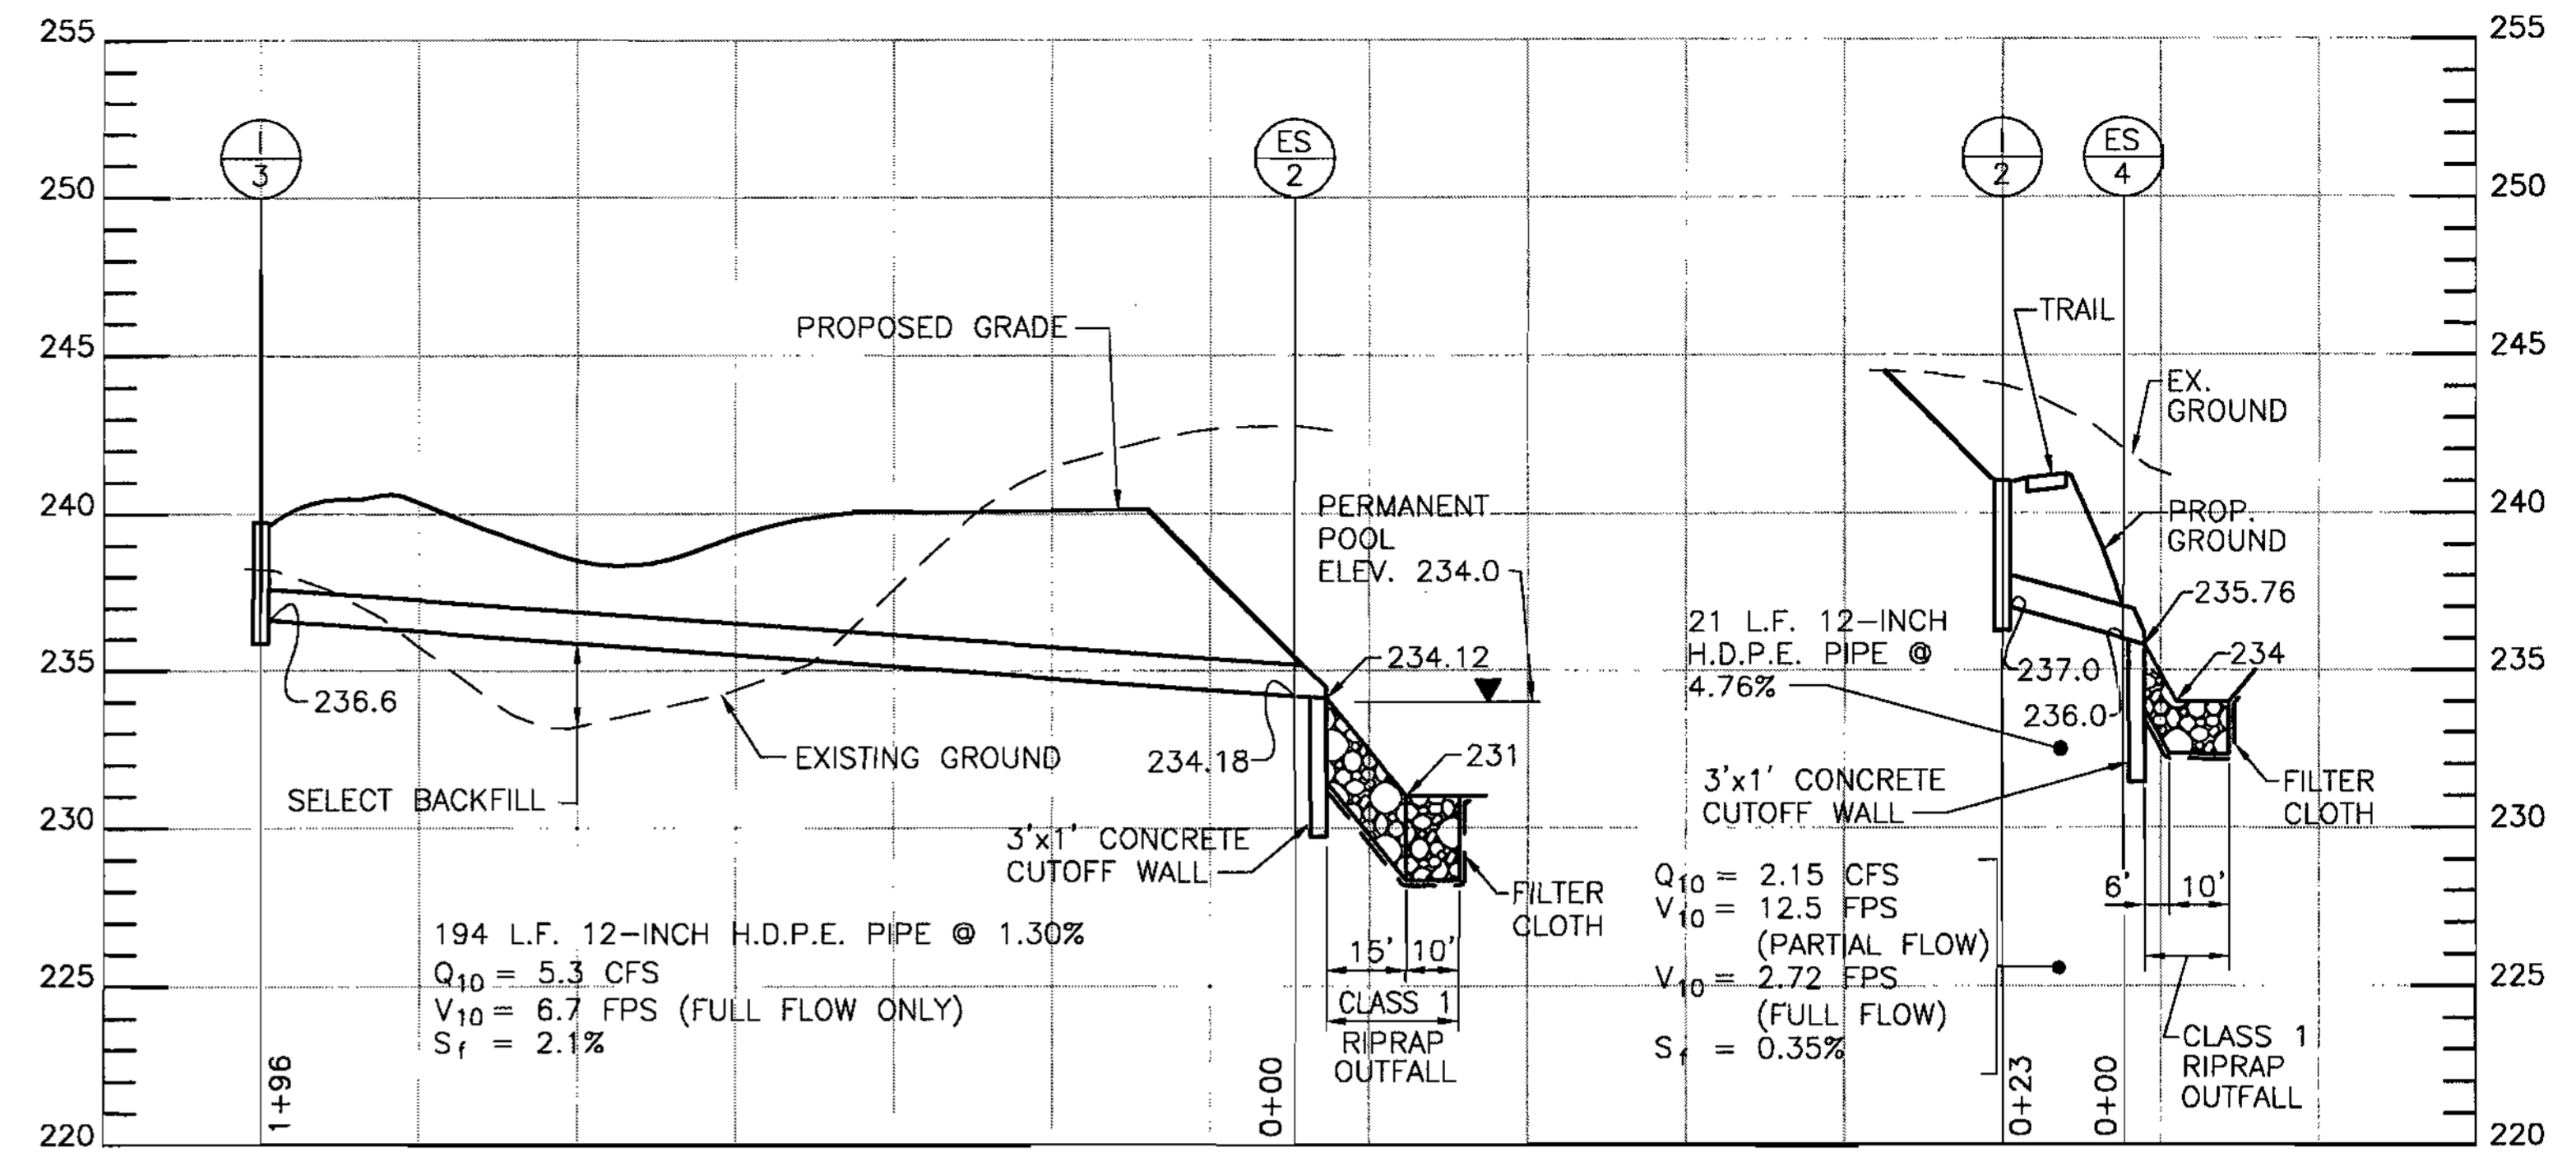 255
250
245
240
235
230
225
220
I
3
ES
2
I
2
ES
4
255
250
245
240
235
230
225
220
PROPOSED GRADE
236.6
EXISTING GROUND
SELECT BACKFILL
234.18
3'x1' CONCRETE
CUTOFF WALL
194 L.F. 12-INCH H.D.P.E. PIPE @ 1.30%
Q10 = 5.3 CFS
V10 = 6.7 FPS (FULL FLOW ONLY)
Sf = 2.1%
1+96
0+00
PERMANENT
POOL
ELEV. 234.0
234.12
231
FILTER
CLOTH
15' 10'
CLASS 1
RIPRAP
OUTFALL
TRAIL
EX.
GROUND
PROP.
GROUND
235.76
234
237.0
236.0
21 L.F. 12-INCH
H.D.P.E. PIPE @
4.76%
3'x1' CONCRETE
CUTOFF WALL
FILTER
CLOTH
6' 10'
Q10 = 2.15 CFS
V10 = 12.5 FPS
(PARTIAL FLOW)
V10 = 2.72 FPS
(FULL FLOW)
Sf = 0.35%
CLASS 1
RIPRAP
OUTFALL
0+23
0+00